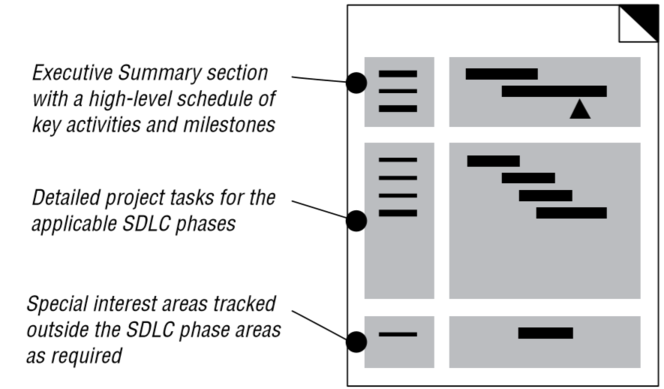 Executive Summary section
with a high-level schedule of
key activities and milestones
Detailed project tasks for the
applicable SDLC phases
Special interest areas tracked
outside the SDLC phase areas
as required